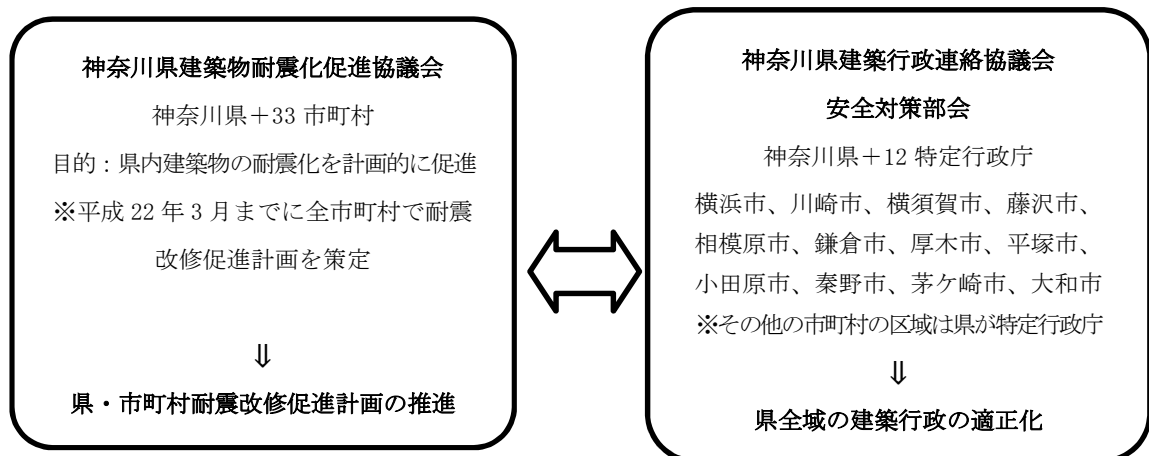 神奈川県建築物耐震化促進協議会
神奈川県+33 市町村
目的：県内建築物の耐震化を計画的に促進
※平成 22 年 3 月までに全市町村で耐震
改修促進計画を策定
⇓
県・市町村耐震改修促進計画の推進
神奈川県建築行政連絡協議会
安全対策部会
神奈川県+12 特定行政庁
横浜市、川崎市、横須賀市、藤沢市、
相模原市、鎌倉市、厚木市、平塚市、
小田原市、秦野市、茅ケ崎市、大和市
※その他の市町村の区域は県が特定行政庁
⇓
県全域の建築行政の適正化